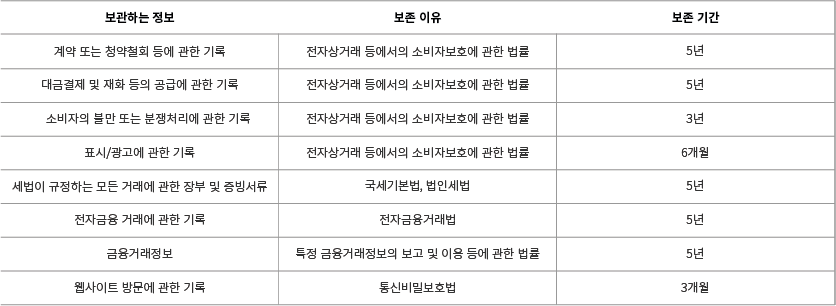 보관하는 정보 보존 이유 보존 기간
계약 또는 청약철회 등에 관한 기록 전자상거래 등에서의 소비자보호에 관한 법률 5년
대금결제 및 재화 등의 공급에 관한 기록 전자상거래 등에서의 소비자보호에 관한 법률 5년
소비자의 불만 또는 분쟁처리에 관한 기록 전자상거래 등에서의 소비자보호에 관한 법률 3년
표시/광고에 관한 기록 전자상거래 등에서의 소비자보호에 관한 법률 6개월
세법이 규정하는 모든 거래에 관한 장부 및 증빙서류 국세기본법, 법인세법 5년
전자금융 거래에 관한 기록 전자금융거래법 5년
금융거래정보 특정 금융거래정보의 보고 및 이용 등에 관한 법률 5년
웹사이트 방문에 관한 기록 통신비밀보호법 3개월